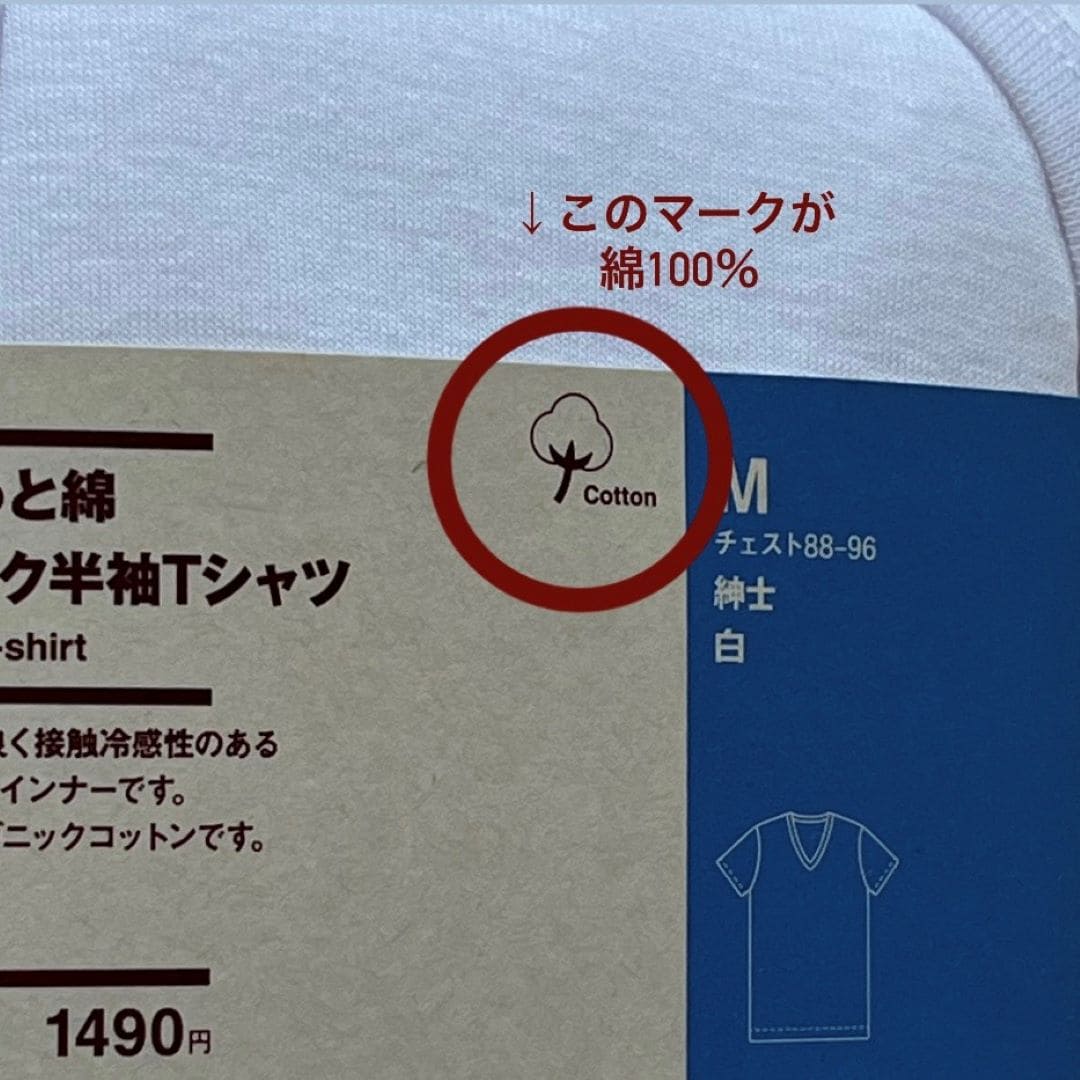 ↓このマークが
綿100%
Cotton
と綿
ク半袖Tシャツ
-shirt
く接触冷感性のある
インナーです。
ニックコットンです。
1490円
M
チェスト88-96
紳士
白